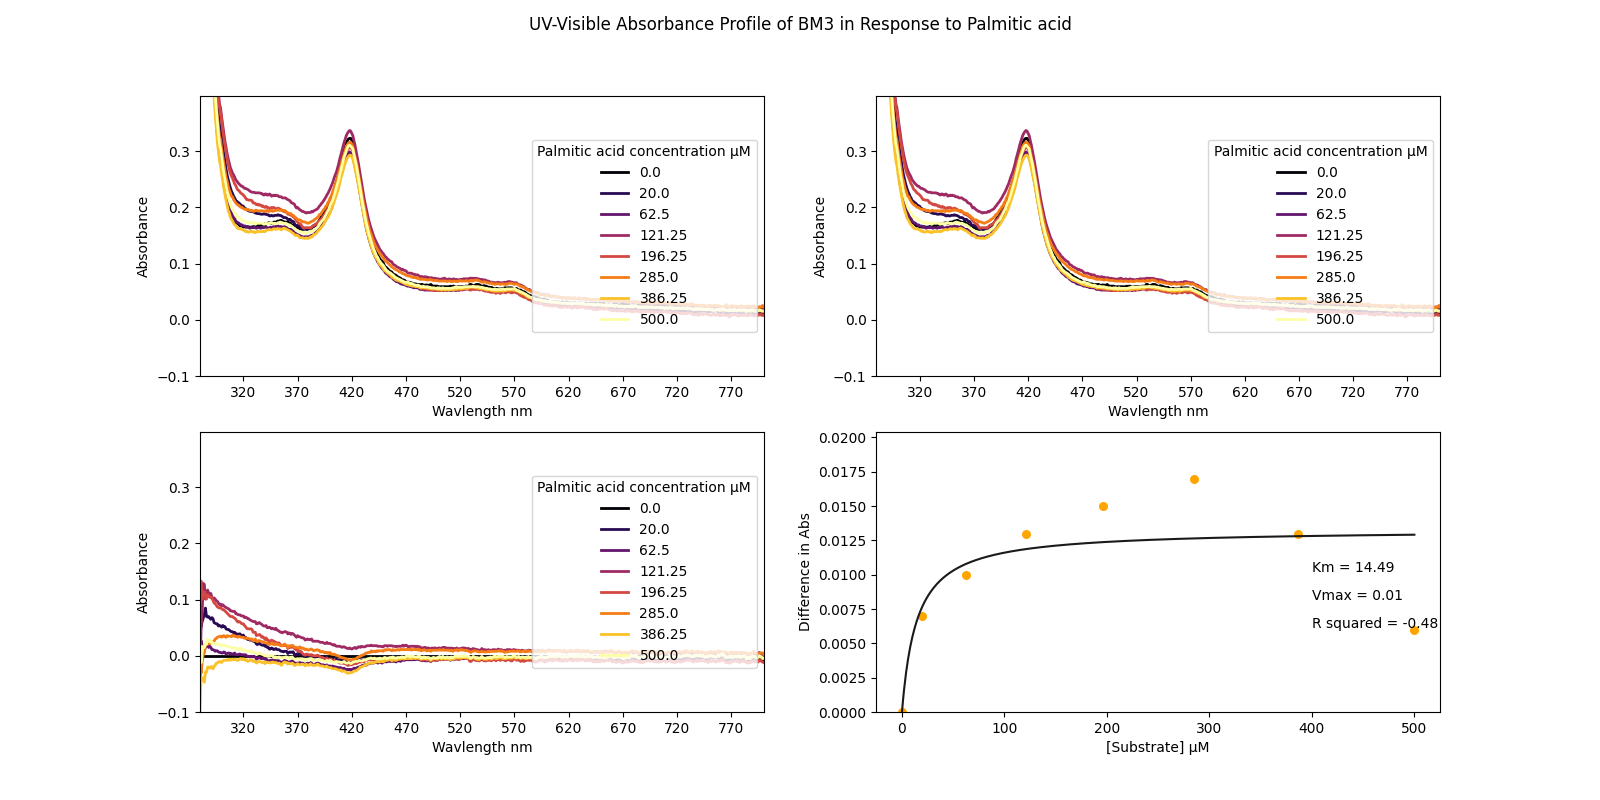 UV-Visible Absorbance Profile of BM3 in Response to Palmitic acid
Absorbance
0.3
0.2
0.1
0.0
−0.1
320 370 420 470 520 570 620 670 720 770
Wavlength nm
Palmitic acid concentration µM
0.0
20.0
62.5
121.25
196.25
285.0
386.25
500.0
Absorbance
0.3
0.2
0.1
0.0
−0.1
320 370 420 470 520 570 620 670 720 770
Wavlength nm
Palmitic acid concentration µM
0.0
20.0
62.5
121.25
196.25
285.0
386.25
500.0
Absorbance
0.3
0.2
0.1
0.0
−0.1
320 370 420 470 520 570 620 670 720 770
Wavlength nm
Palmitic acid concentration µM
0.0
20.0
62.5
121.25
196.25
285.0
386.25
500.0
Difference in Abs
0.0200
0.0175
0.0150
0.0125
0.0100
0.0075
0.0050
0.0025
0.0000
0 100 200 300 400 500
[Substrate] µM
Km = 14.49
Vmax = 0.01
R squared = -0.48